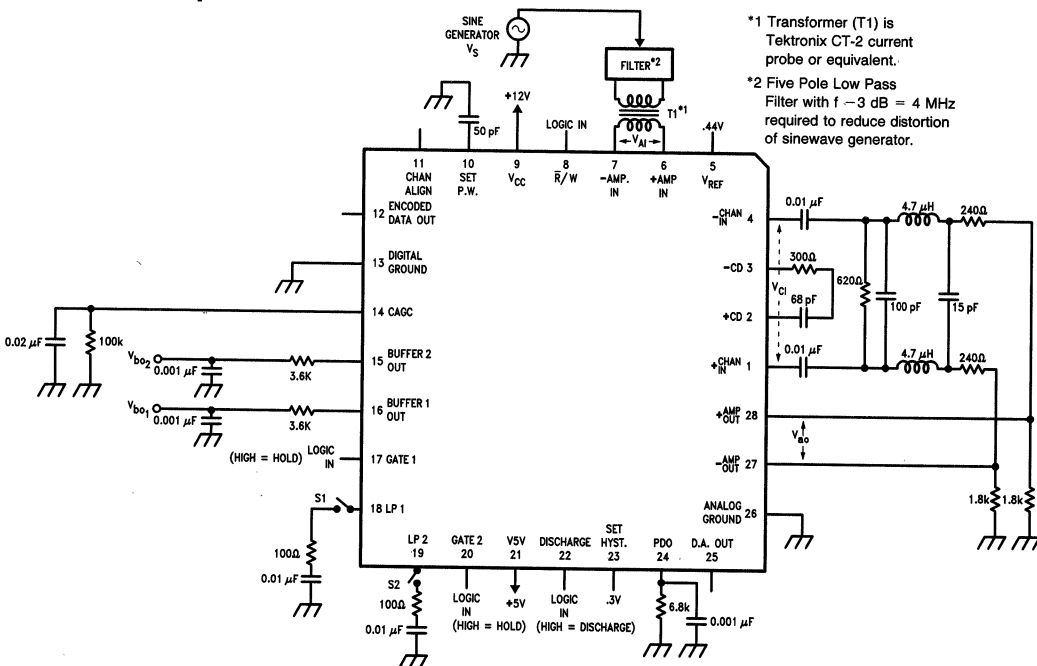 SINE
GENERATOR
V_S
FILTER*2
*1 Transformer (T1) is
Tektronix CT-2 current
probe or equivalent.
*2 Five Pole Low Pass
Filter with f −3 dB = 4 MHz
required to reduce distortion
of sinewave generator.
T1*1
V_AI
50 pF
+12V
LOGIC IN
.44V
11
CHAN
ALIGN
10
SET
P.W.
9
V_CC
8
R̅/W
7
-AMP.
IN
6
+AMP
IN
5
V_REF
12 ENCODED
DATA OUT
13 DIGITAL
GROUND
14 CAGC
15 BUFFER 2
OUT
16 BUFFER 1
OUT
17 GATE 1
18 LP 1
0.02 µF
100k
V_bo2
0.001 µF
3.6K
V_bo1
0.001 µF
3.6K
(HIGH = HOLD) LOGIC
IN
S1
100Ω
0.01 µF
-CHAN
IN 4
-CD 3
+CD 2
+CHAN
IN 1
+AMP
OUT 28
-AMP
OUT 27
ANALOG
GROUND 26
V_CI
0.01 µF
300Ω
68 pF
0.01 µF
620Ω
100 pF
4.7 µH
15 pF
240Ω
4.7 µH
240Ω
V_ao
1.8k
1.8k
LP 2
19
GATE 2
20
V5V
21
DISCHARGE
22
SET
HYST.
23
PDO
24
D.A. OUT
25
S2
100Ω
0.01 µF
LOGIC
IN
(HIGH = HOLD)
+5V
LOGIC
IN
(HIGH = DISCHARGE)
.3V
6.8k
0.001 µF